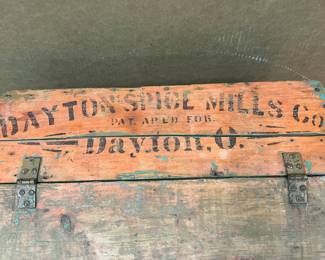 DAYTON SPICE MILLS Co
PAT. APLD FOR.
Dayton, O.